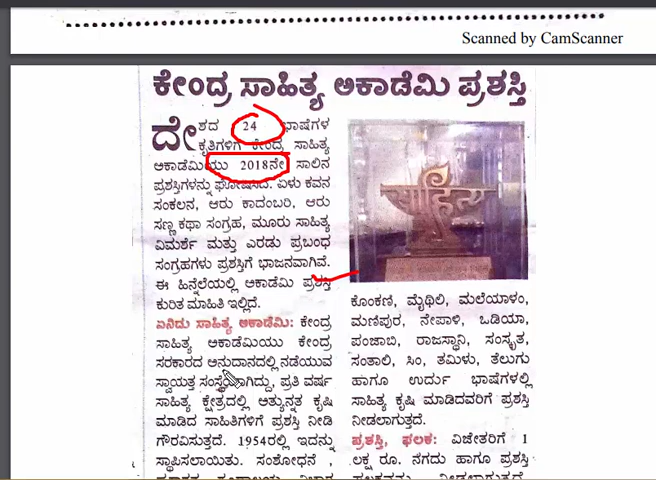 Scanned by CamScanner
ಕೇಂದ್ರ ಸಾಹಿತ್ಯ ಅಕಾಡೆಮಿ ಪ್ರಶಸ್ತಿ
ದೇಶದ 24 ಭಾಷೆಗಳ
ಕೃತಿಗಳಿಗೆ ಕೇಂದ್ರ ಸಾಹಿತ್ಯ
ಅಕಾಡೆಮಿಯು 2018ನೇ ಸಾಲಿನ
ಪ್ರಶಸ್ತಿಗಳನ್ನು ಘೋಷಿಸಿದೆ. ಏಳು ಕವನ
ಸಂಕಲನ, ಆರು ಕಾದಂಬರಿ, ಆರು
ಸಣ್ಣ ಕಥಾ ಸಂಗ್ರಹ, ಮೂರು ಸಾಹಿತ್ಯ
ವಿಮರ್ಶೆ ಮತ್ತು ಎರಡು ಪ್ರಬಂಧ
ಸಂಗ್ರಹಗಳು ಪ್ರಶಸ್ತಿಗೆ ಭಾಜನವಾಗಿವೆ.
ಈ ಹಿನ್ನೆಲೆಯಲ್ಲಿ ಅಕಾಡೆಮಿ ಪ್ರಶಸ್ತಿ
ಕುರಿತ ಮಾಹಿತಿ ಇಲ್ಲಿದೆ.
ಏನಿದು ಸಾಹಿತ್ಯ ಅಕಾಡೆಮಿ: ಕೇಂದ್ರ
ಸಾಹಿತ್ಯ ಅಕಾಡೆಮಿಯು ಕೇಂದ್ರ
ಸರಕಾರದ ಅನುದಾನದಲ್ಲಿ ನಡೆಯುವ
ಸ್ವಾಯತ್ತ ಸಂಸ್ಥೆಯಾಗಿದ್ದು, ಪ್ರತಿ ವರ್ಷ
ಸಾಹಿತ್ಯ ಕ್ಷೇತ್ರದಲ್ಲಿ ಅತ್ಯುನ್ನತ ಕೃಷಿ
ಮಾಡಿದ ಸಾಹಿತಿಗಳಿಗೆ ಪ್ರಶಸ್ತಿ ನೀಡಿ
ಗೌರವಿಸುತ್ತದೆ. 1954ರಲ್ಲಿ ಇದನ್ನು
ಸ್ಥಾಪಿಸಲಾಯಿತು. ಸಂಶೋಧನೆ,
साहित्य
ಕೊಂಕಣಿ, ಮೈಥಿಲಿ, ಮಲೆಯಾಳಂ,
ಮಣಿಪುರ, ನೇಪಾಳಿ, ಒಡಿಯಾ,
ಪಂಜಾಬಿ, ರಾಜಸ್ಥಾನಿ, ಸಂಸ್ಕೃತ,
ಸಂತಾಲಿ, ಸಿಂ, ತಮಿಳು, ತೆಲುಗು
ಹಾಗೂ ಉರ್ದು ಭಾಷೆಗಳಲ್ಲಿ
ಸಾಹಿತ್ಯ ಕೃಷಿ ಮಾಡಿದವರಿಗೆ ಪ್ರಶಸ್ತಿ
ನೀಡಲಾಗುತ್ತದೆ.
ಪ್ರಶಸ್ತಿ, ಫಲಕ: ವಿಜೇತರಿಗೆ 1
ಲಕ್ಷ ರೂ. ನಗದು ಹಾಗೂ ಪ್ರಶಸ್ತಿ